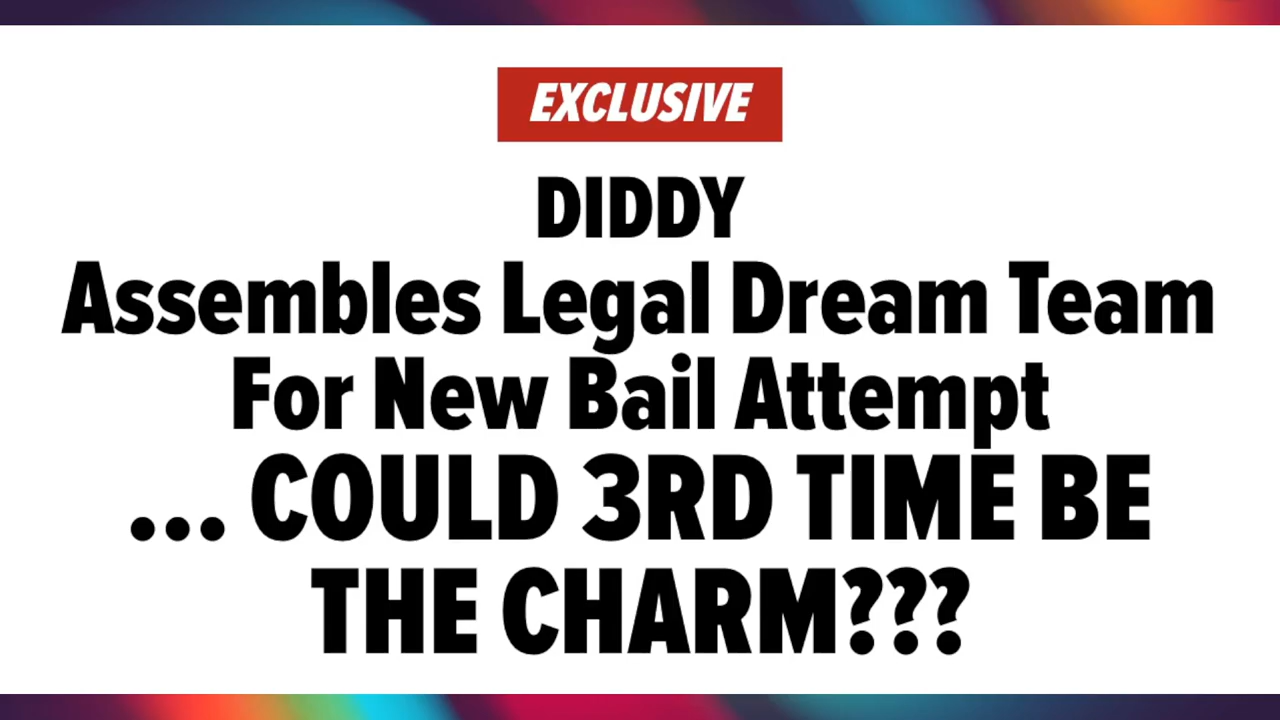 EXCLUSIVE
DIDDY
Assembles Legal Dream Team
For New Bail Attempt
... COULD 3RD TIME BE
THE CHARM???